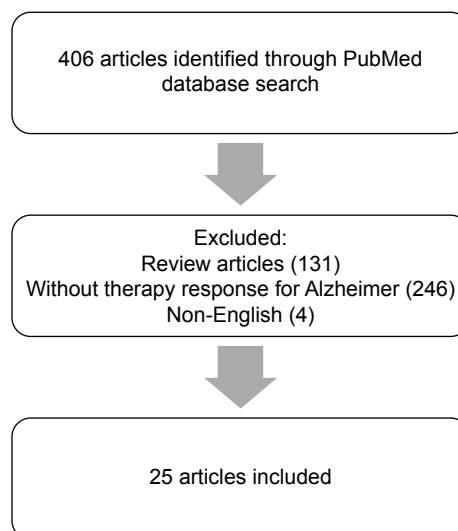 406 articles identified through PubMed
database search
Excluded:
Review articles (131)
Without therapy response for Alzheimer (246)
Non-English (4)
25 articles included